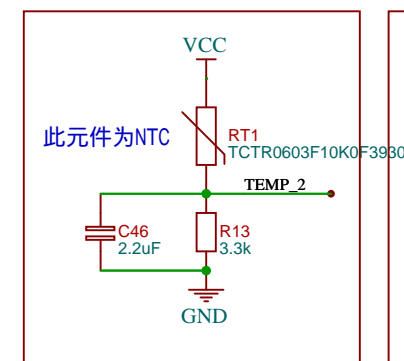 VCC
此元件为NTC
RT1
TCTR0603F10K0F3930
TEMP_2
C46
2.2uF
R13
3.3k
GND